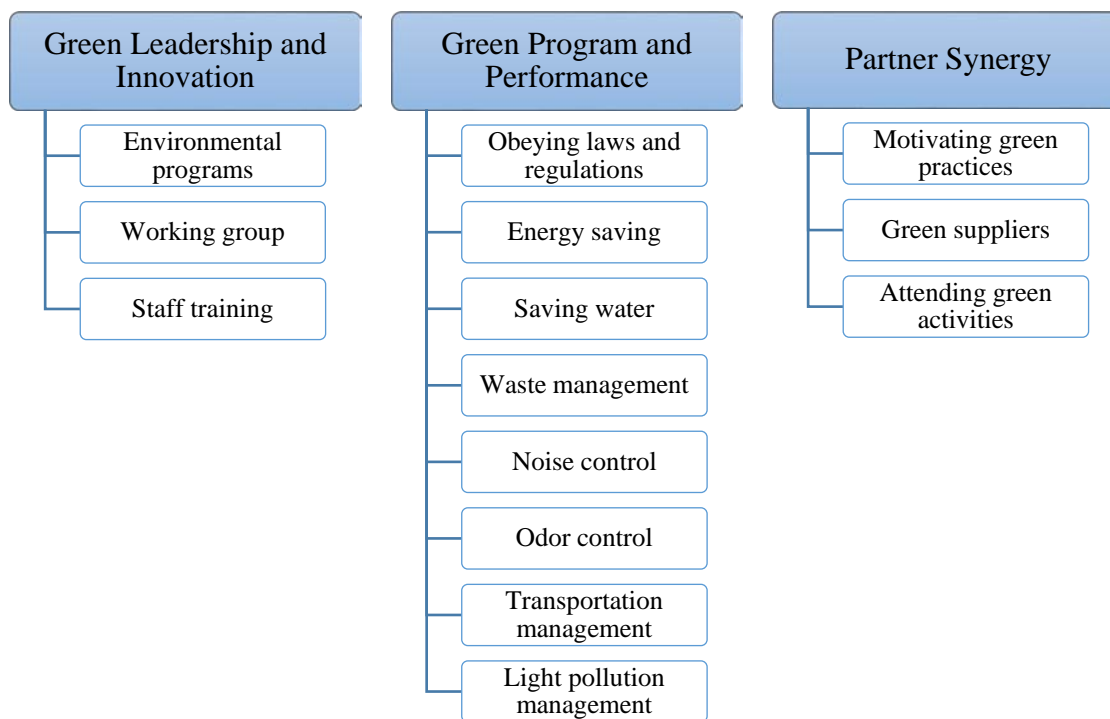 Green Leadership and
Innovation
Environmental
programs
Working group
Staff training
Green Program and
Performance
Obeying laws and
regulations
Energy saving
Saving water
Waste management
Noise control
Odor control
Transportation
management
Light pollution
management
Partner Synergy
Motivating green
practices
Green suppliers
Attending green
activities